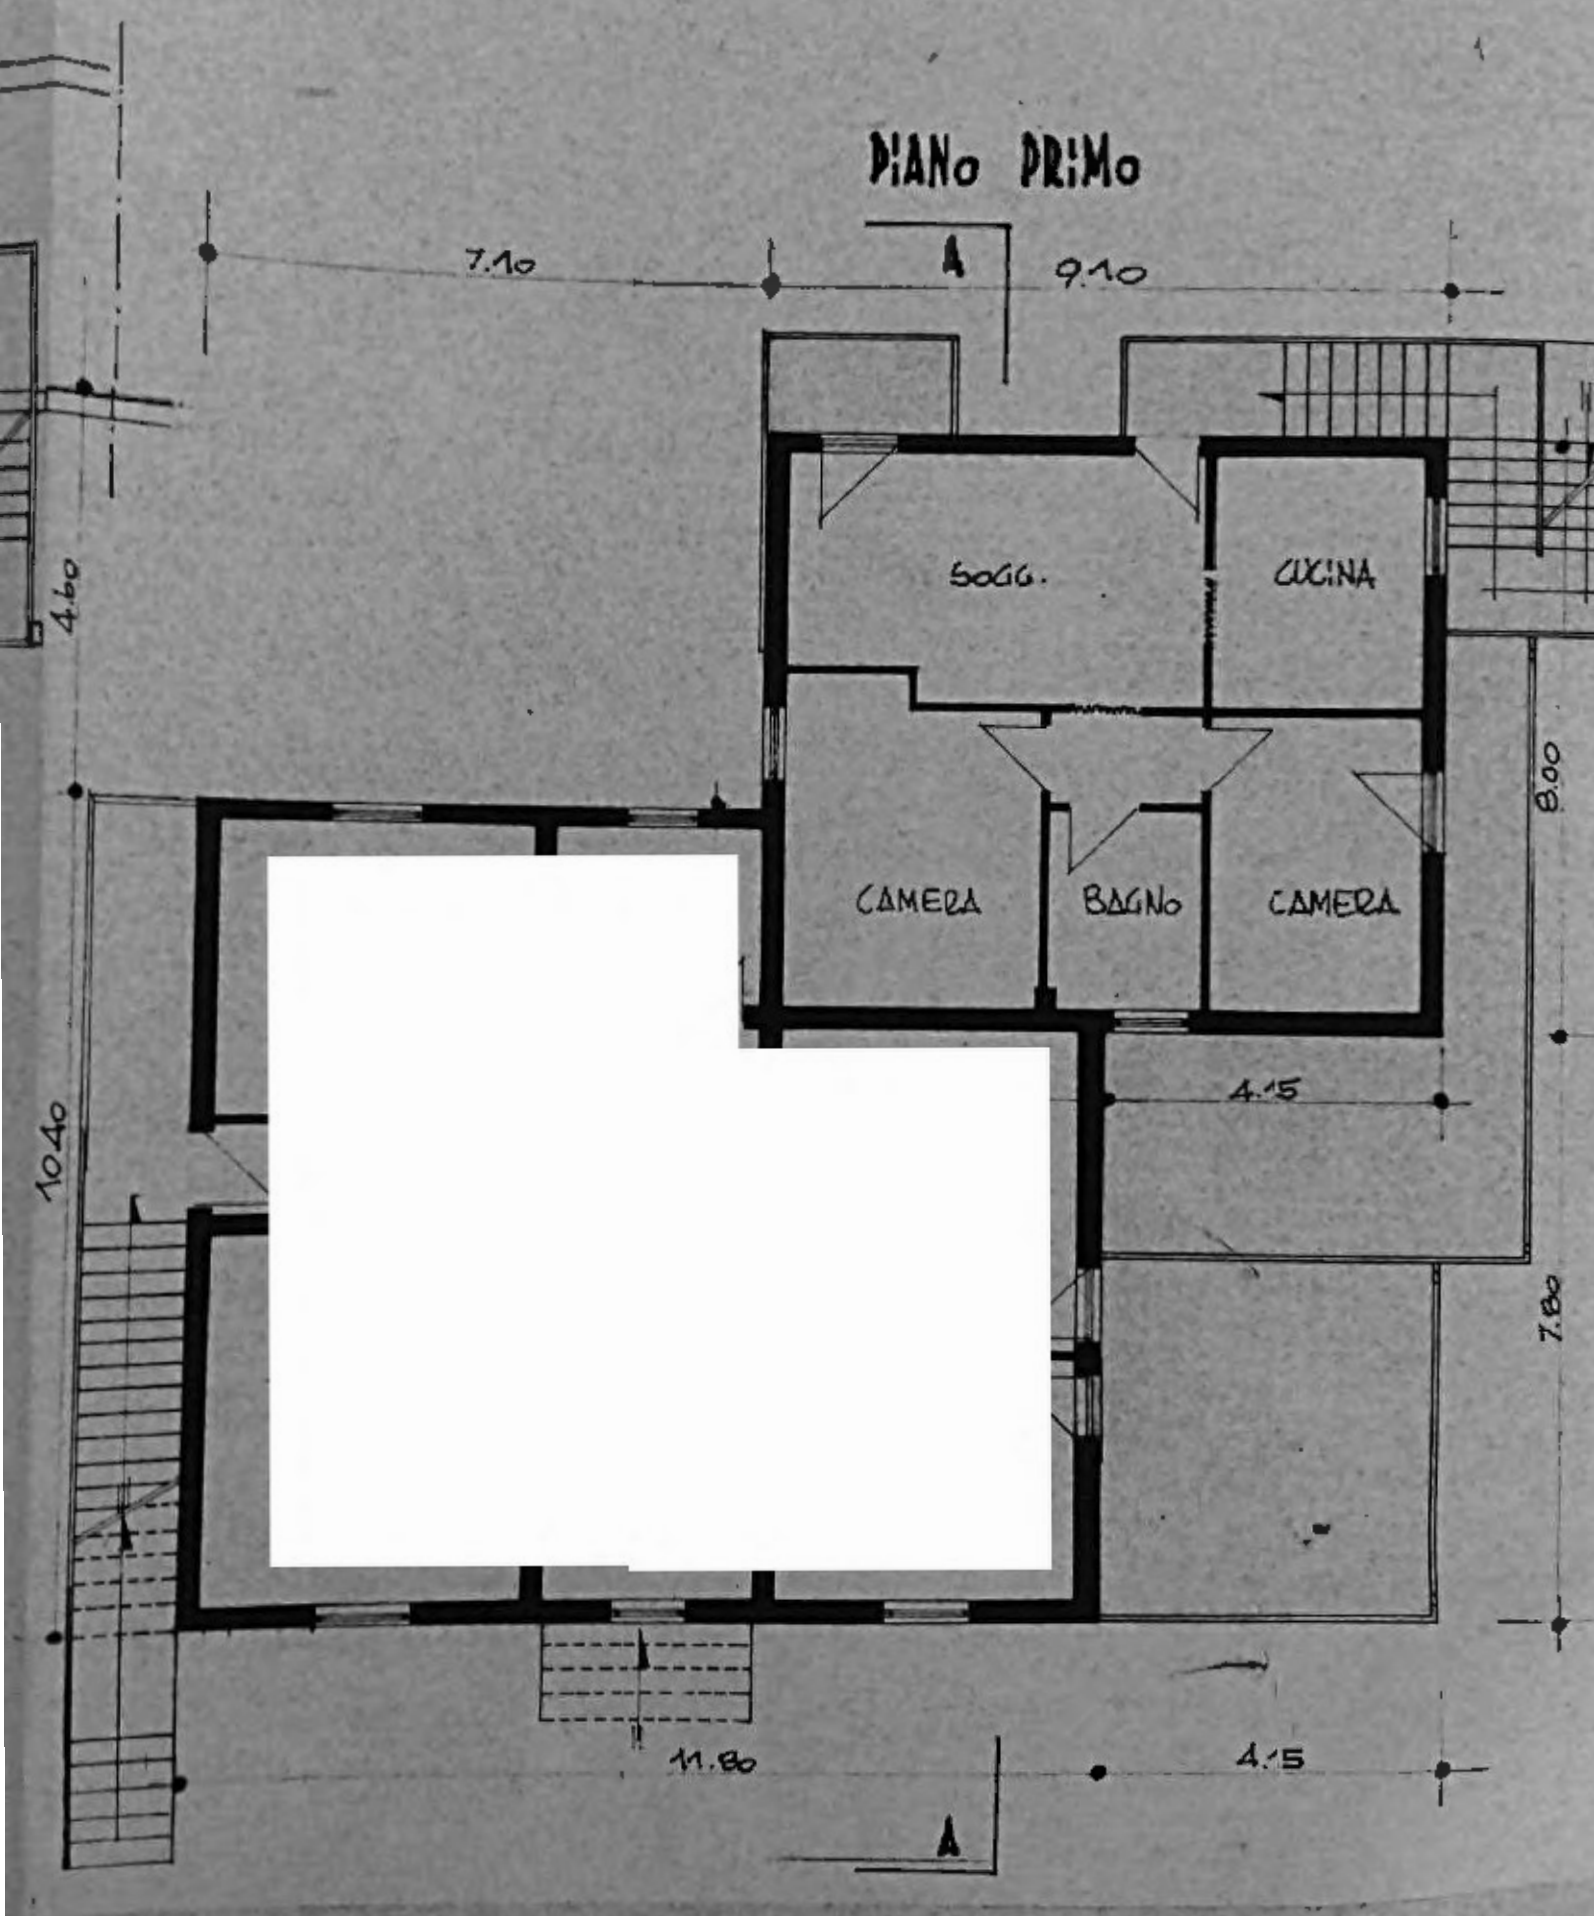 PIANO PRIMO
A
7.10
9.10
4.60
SOGG.
CUCINA
8.00
CAMERA
BAGNO
CAMERA
4.15
10.40
7.80
11.80
4.15
A